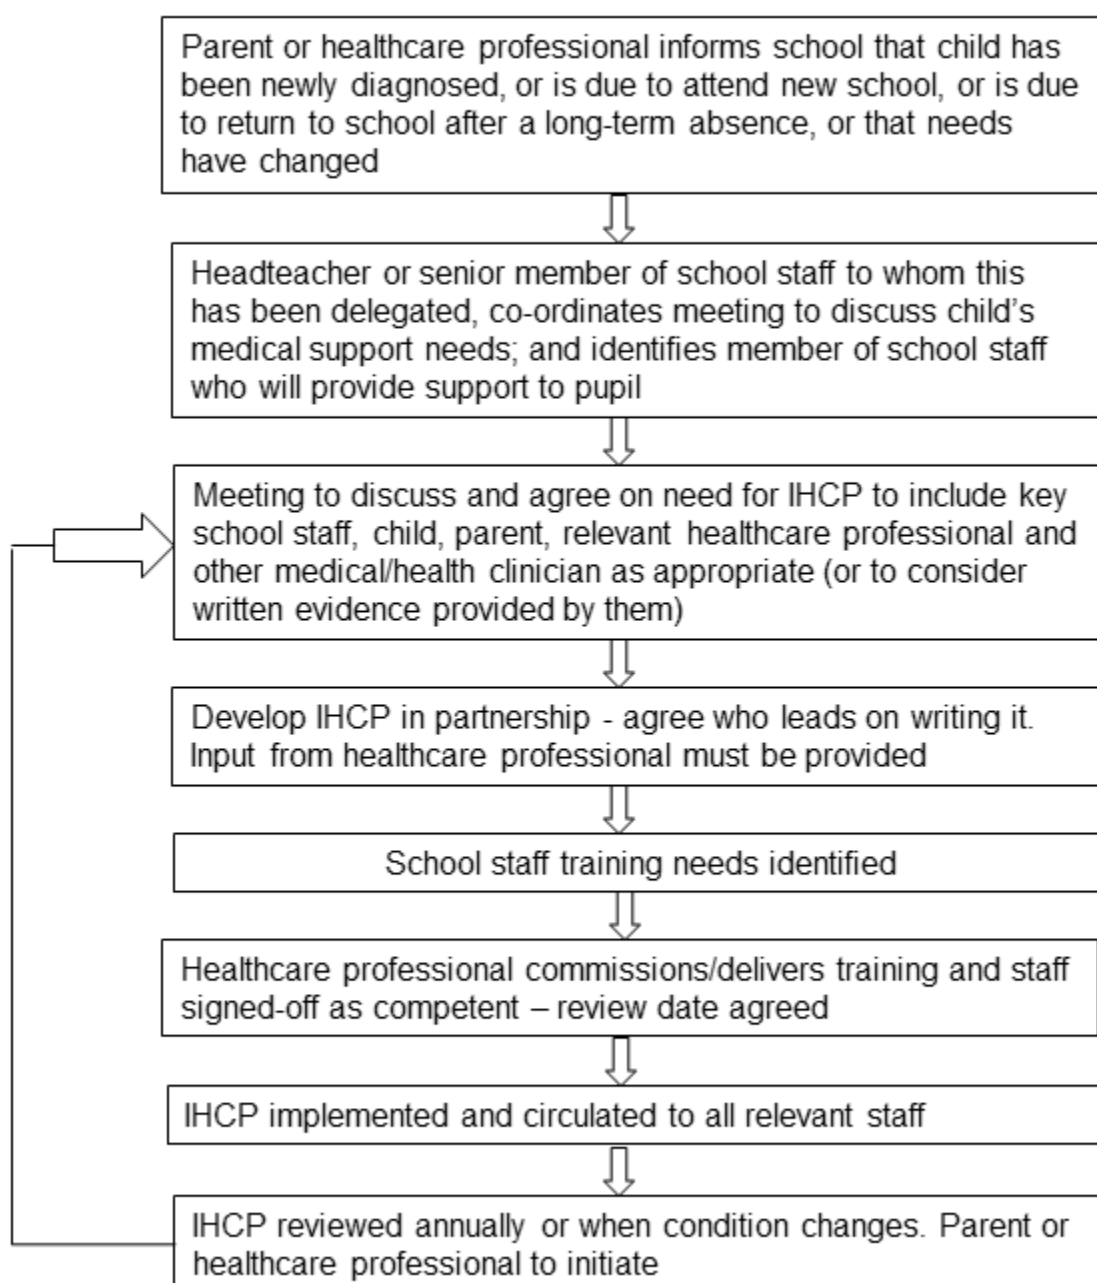 Parent or healthcare professional informs school that child has
been newly diagnosed, or is due to attend new school, or is due
to return to school after a long-term absence, or that needs
have changed
Headteacher or senior member of school staff to whom this
has been delegated, co-ordinates meeting to discuss child’s
medical support needs; and identifies member of school staff
who will provide support to pupil
Meeting to discuss and agree on need for IHCP to include key
school staff, child, parent, relevant healthcare professional and
other medical/health clinician as appropriate (or to consider
written evidence provided by them)
Develop IHCP in partnership - agree who leads on writing it.
Input from healthcare professional must be provided
School staff training needs identified
Healthcare professional commissions/delivers training and staff
signed-off as competent – review date agreed
IHCP implemented and circulated to all relevant staff
IHCP reviewed annually or when condition changes. Parent or
healthcare professional to initiate